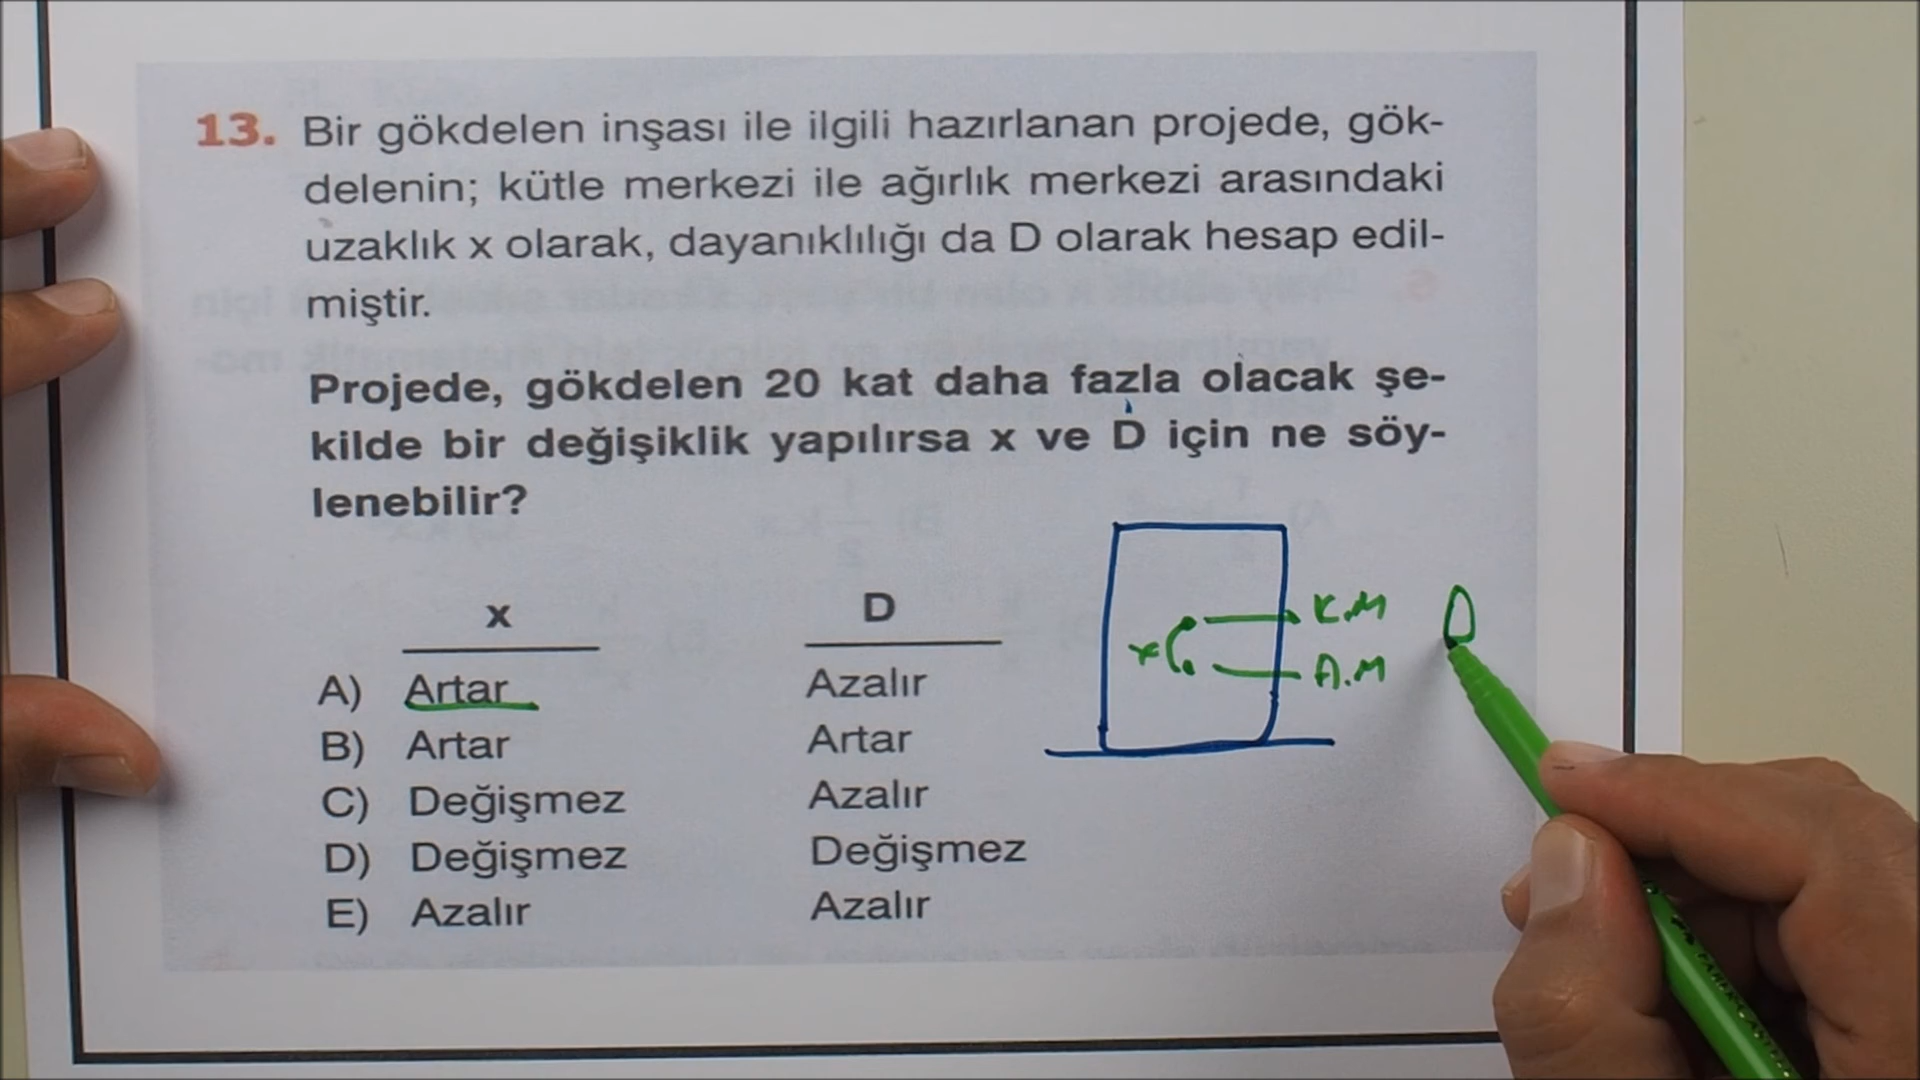 13. Bir gökdelen inşası ile ilgili hazırlanan projede, gök-
delenin; kütle merkezi ile ağırlık merkezi arasındaki
uzaklık x olarak, dayanıklılığı da D olarak hesap edil-
miştir.
Projede, gökdelen 20 kat daha fazla olacak şe-
kilde bir değişiklik yapılırsa x ve D için ne söy-
lenebilir?
x D
A) Artar Azalır
B) Artar Artar
C) Değişmez Azalır
D) Değişmez Değişmez
E) Azalır Azalır
K.M
x
A.M
D